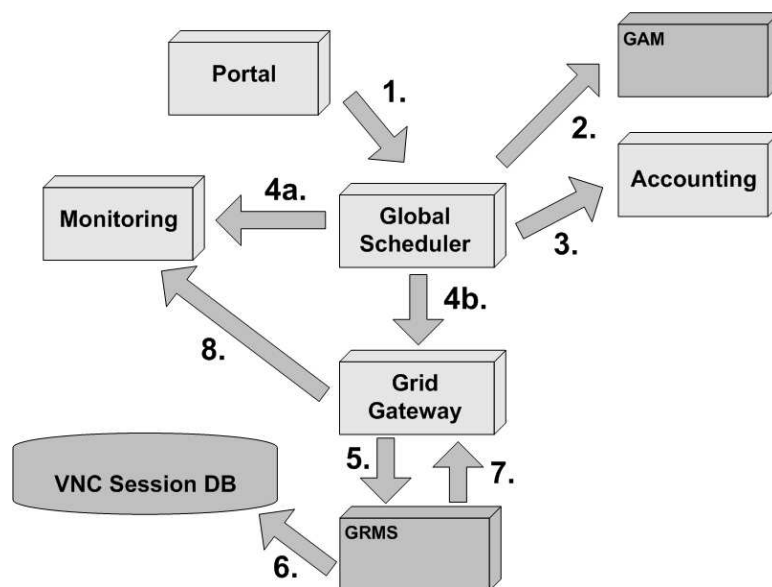 GAM
Portal
1.
2.
Accounting
4a.
Monitoring
Global
Scheduler
3.
4b.
8.
Grid
Gateway
5.
7.
VNC Session DB
GRMS
6.